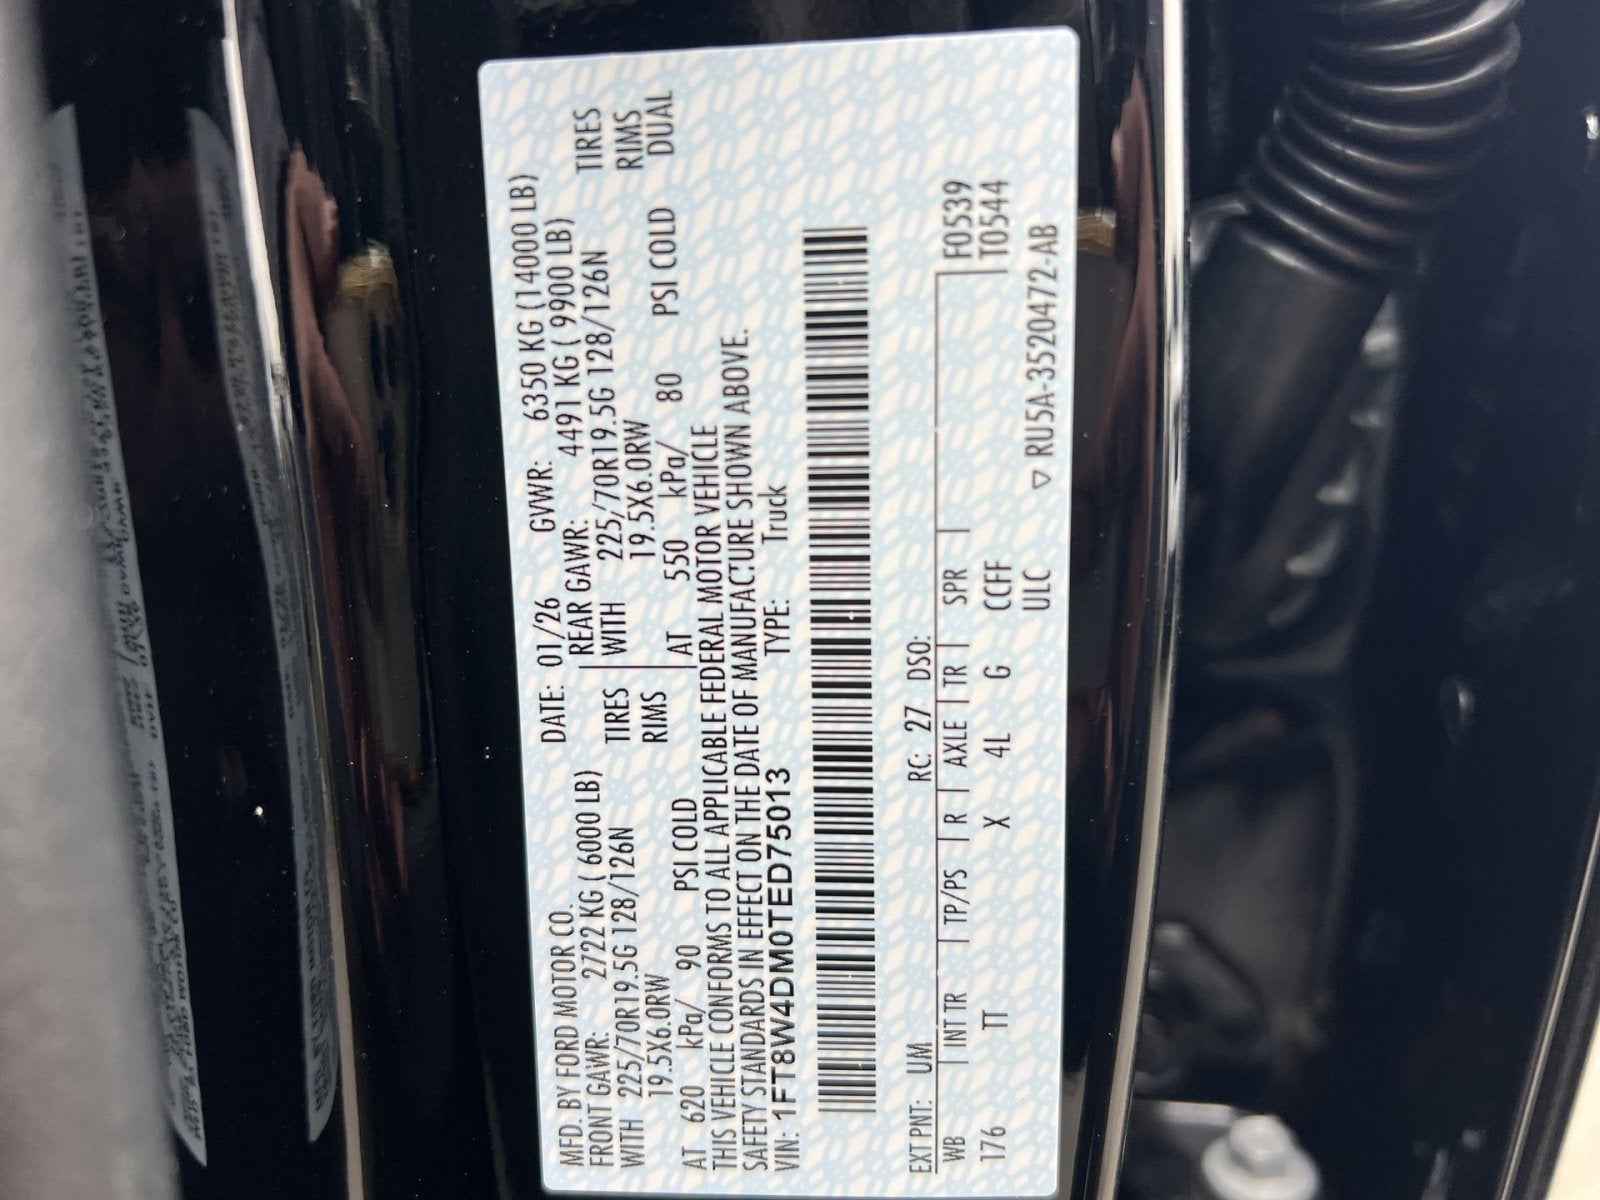 MFD. BY FORD MOTOR CO.
DATE: 01/26 GVWR: 6350 KG (14000 LB)
FRONT GAWR: 2722 KG ( 6000 LB) REAR GAWR: 4491 KG ( 9900 LB)
WITH 225/70R19.5G 128/126N TIRES WITH 225/70R19.5G 128/126N TIRES
19.5X6.0RW RIMS 19.5X6.0RW RIMS
AT 620 kPa/ 90 PSI COLD AT 550 kPa/ 80 PSI COLD DUAL
THIS VEHICLE CONFORMS TO ALL APPLICABLE FEDERAL MOTOR VEHICLE
SAFETY STANDARDS IN EFFECT ON THE DATE OF MANUFACTURE SHOWN ABOVE.
VIN: 1FT8W4DM0TED75013 TYPE: Truck
EXT PNT: UM RC: 27 DSO:
WB INT TR TP/PS R AXLE TR SPR F0539
176 TT X 4L G CCFF T0544
ULC ▽ RU5A-3520472-AB